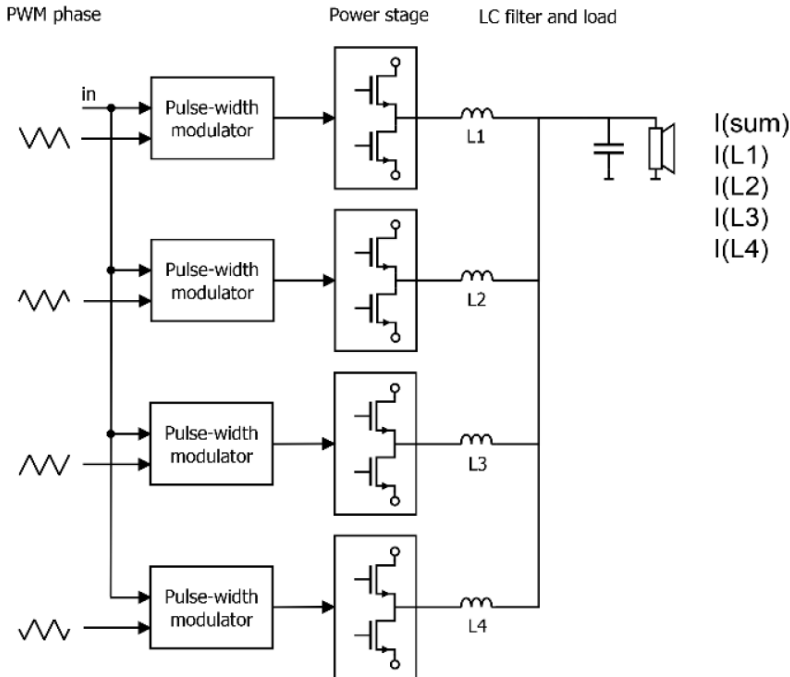 PWM phase
Power stage
LC filter and load
in
Pulse-width
modulator
L1
I(sum)
I(L1)
I(L2)
I(L3)
I(L4)
Pulse-width
modulator
L2
Pulse-width
modulator
L3
Pulse-width
modulator
L4